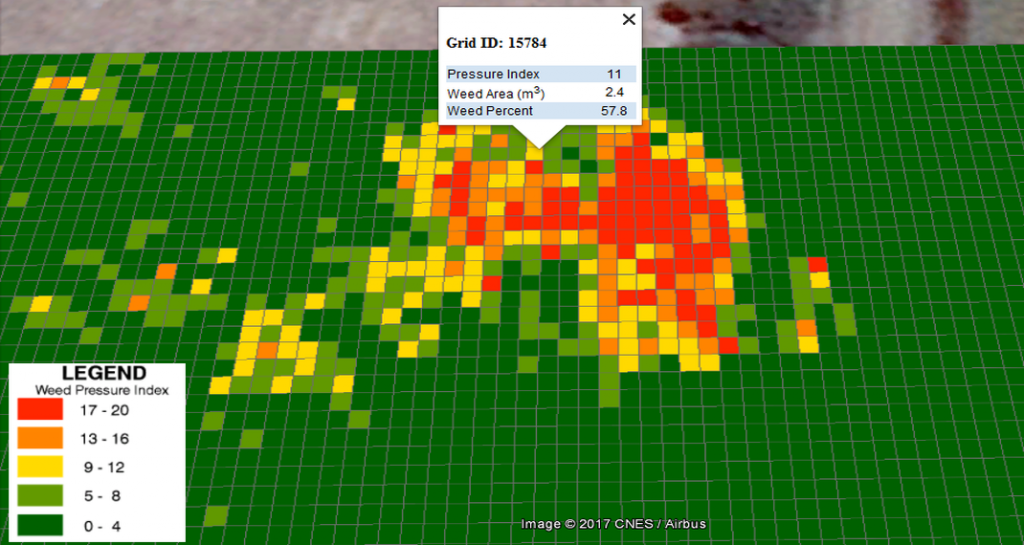 Grid ID: 15784
Pressure Index 11
Weed Area (m³) 2.4
Weed Percent 57.8
LEGEND
Weed Pressure Index
17 - 20
13 - 16
9 - 12
5 - 8
0 - 4
Image © 2017 CNES / Airbus